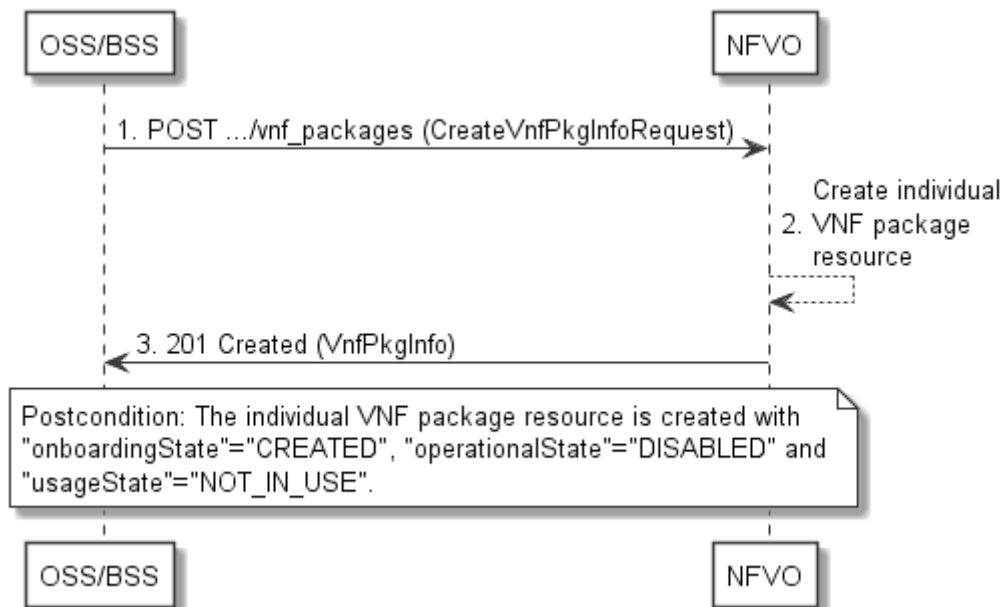 OSS/BSS
NFVO
1. POST .../vnf_packages (CreateVnfPkgInfoRequest)
Create individual
2. VNF package
resource
3. 201 Created (VnfPkgInfo)
Postcondition: The individual VNF package resource is created with
"onboardingState"="CREATED", "operationalState"="DISABLED" and
"usageState"="NOT_IN_USE".
OSS/BSS
NFVO